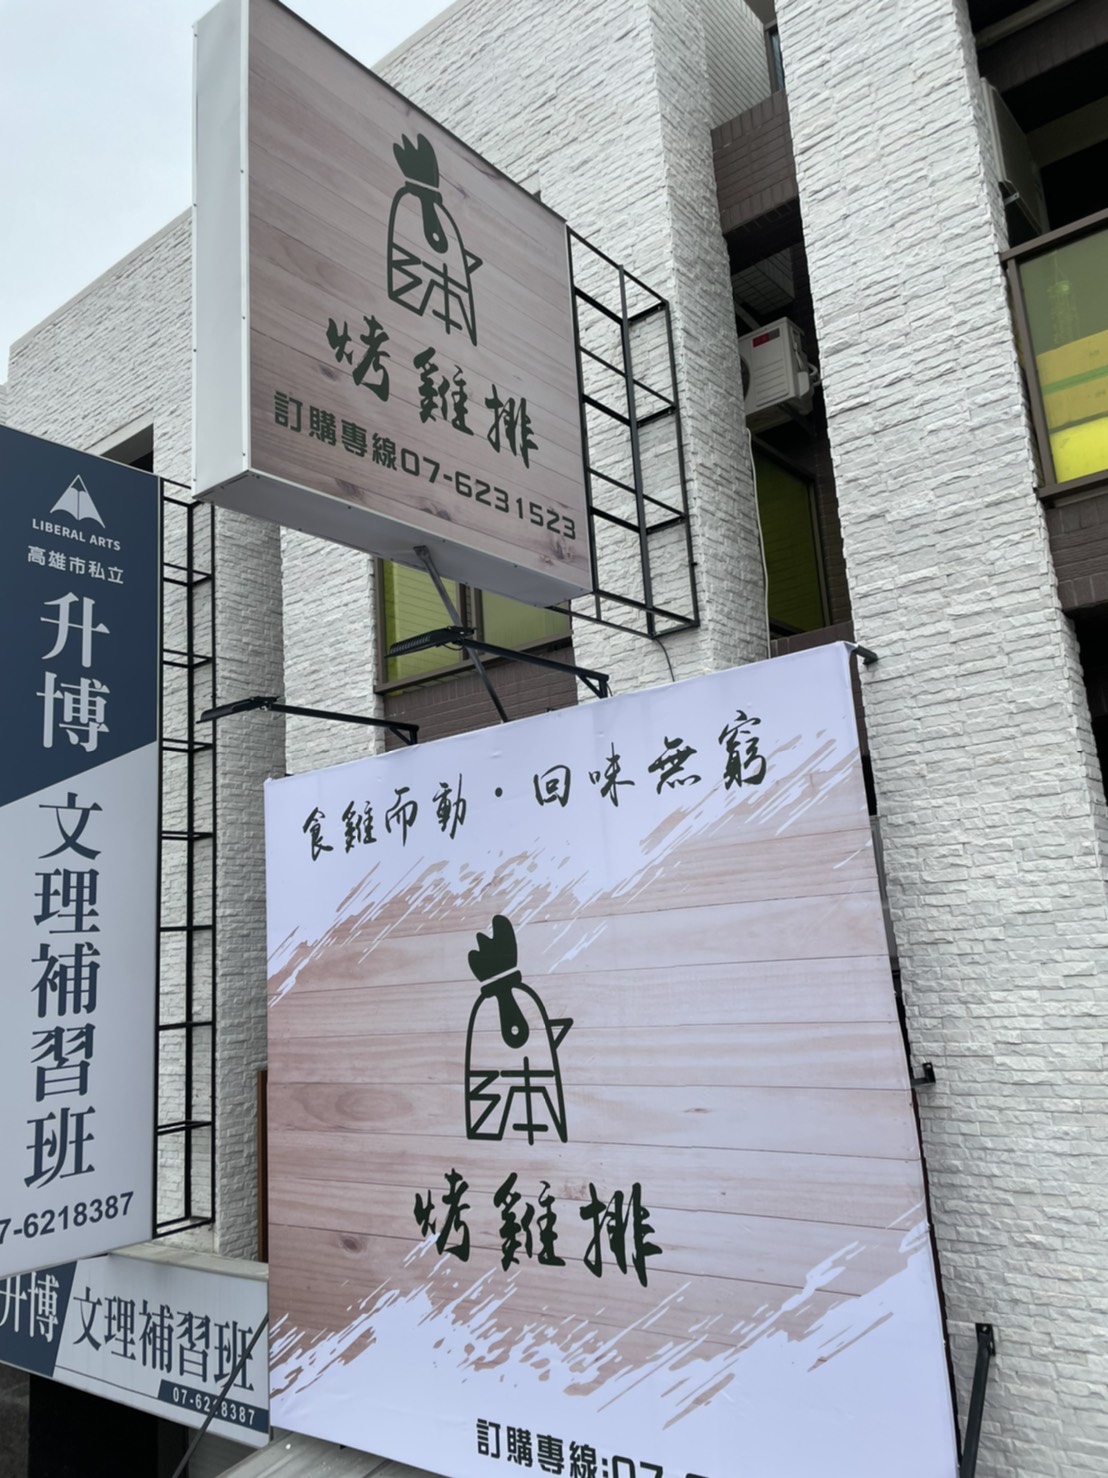 烤雞排
訂購專線07-6231523
LIBERAL ARTS
高雄市私立
升博
文理補習班
7-6218387
食雞而動・回味無窮
烤雞排
訂購專線:07-
升博 文理補習班
07-6218387